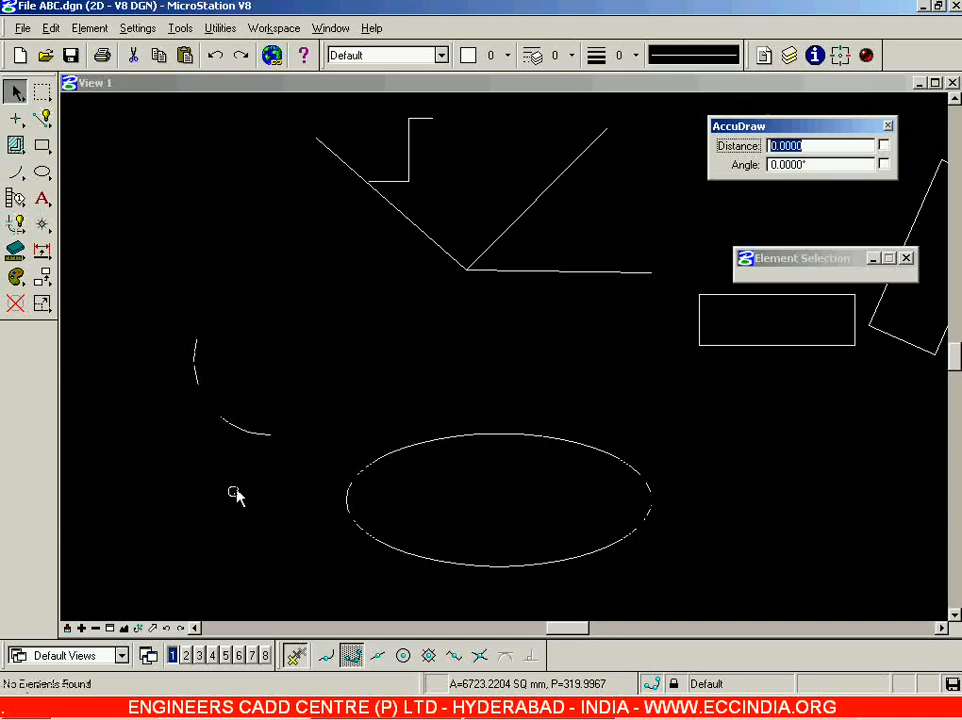 File ABC.dgn (2D - V8 DGN) - MicroStation V8
File Edit Element Settings Tools Utilities Workspace Window Help
Default 0 0 0
View 1
AccuDraw
Distance: 0.0000
Angle: 0.0000°
Element Selection
Default Views 1 2 3 4 5 6 7 8
No Elements Found A=6723.2204 SQ mm, P=319.9967 Default
ENGINEERS CADD CENTRE (P) LTD - HYDERABAD - INDIA - WWW.ECCINDIA.ORG